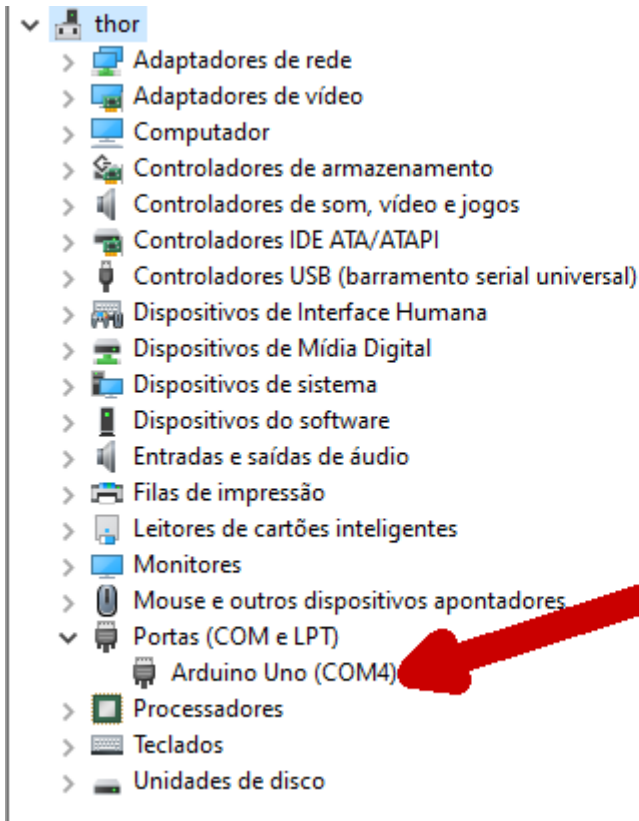 thor
Adaptadores de rede
Adaptadores de vídeo
Computador
Controladores de armazenamento
Controladores de som, vídeo e jogos
Controladores IDE ATA/ATAPI
Controladores USB (barramento serial universal)
Dispositivos de Interface Humana
Dispositivos de Mídia Digital
Dispositivos de sistema
Dispositivos do software
Entradas e saídas de áudio
Filas de impressão
Leitores de cartões inteligentes
Monitores
Mouse e outros dispositivos apontadores
Portas (COM e LPT)
Arduino Uno (COM4)
Processadores
Teclados
Unidades de disco